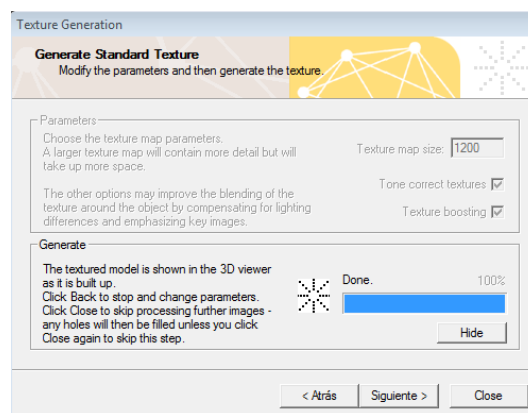 Texture Generation
Generate Standard Texture
Modify the parameters and then generate the texture.
Parameters
Choose the texture map parameters.
A larger texture map will contain more detail but will
take up more space.
Texture map size: 1200
The other options may improve the blending of the
texture around the object by compensating for lighting
differences and emphasizing key images.
Tone correct textures
Texture boosting
Generate
The textured model is shown in the 3D viewer
as it is built up.
Click Back to stop and change parameters.
Click Close to skip processing further images -
any holes will then be filled unless you click
Close again to skip this step.
Done. 100%
Hide
< Atrás Siguiente > Close